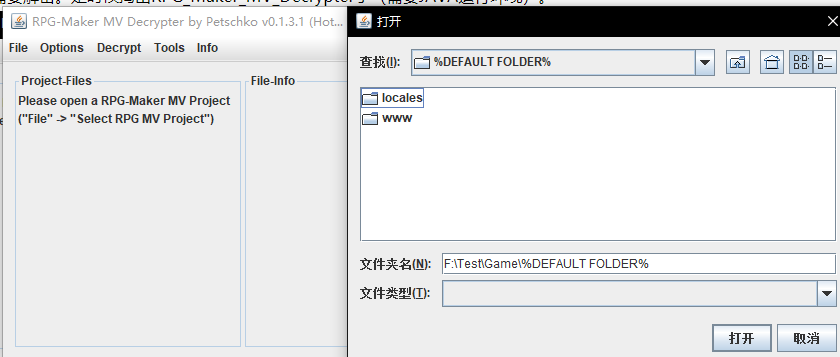 RPG-Maker MV Decrypter by Petschko v0.1.3.1 (Hot...
File Options Decrypt Tools Info
Project-Files
Please open a RPG-Maker MV Project
("File" -> "Select RPG MV Project")
File-Info
打开
查找(I):
%DEFAULT FOLDER%
locales
www
文件夹名(N):
F:\Test\Game\%DEFAULT FOLDER%
文件类型(T):
打开
取消